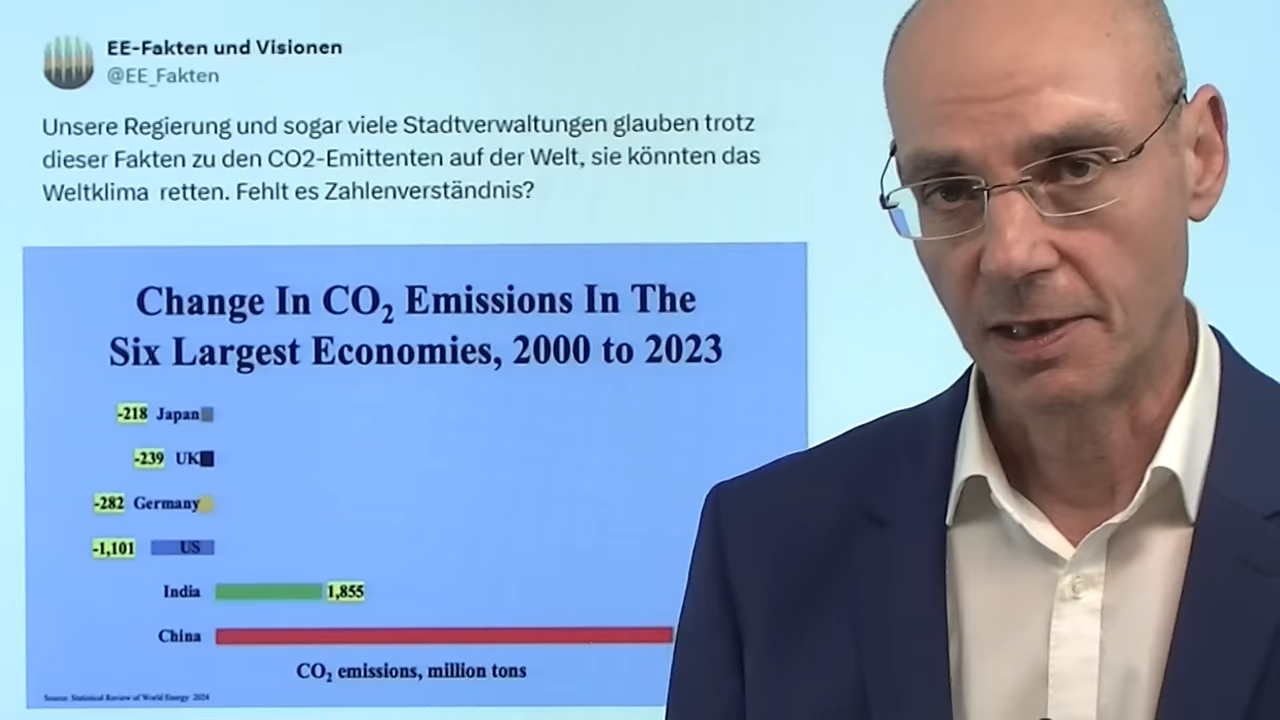 EE-Fakten und Visionen
@EE_Fakten
Unsere Regierung und sogar viele Stadtverwaltungen glauben trotz
dieser Fakten zu den CO2-Emittenten auf der Welt, sie könnten das
Weltklima retten. Fehlt es Zahlenverständnis?
Change In CO₂ Emissions In The
Six Largest Economies, 2000 to 2023
-218 Japan
-239 UK
-282 Germany
-1,101 US
India 1,855
China
CO₂ emissions, million tons
Source: Statistical Review of World Energy 2024